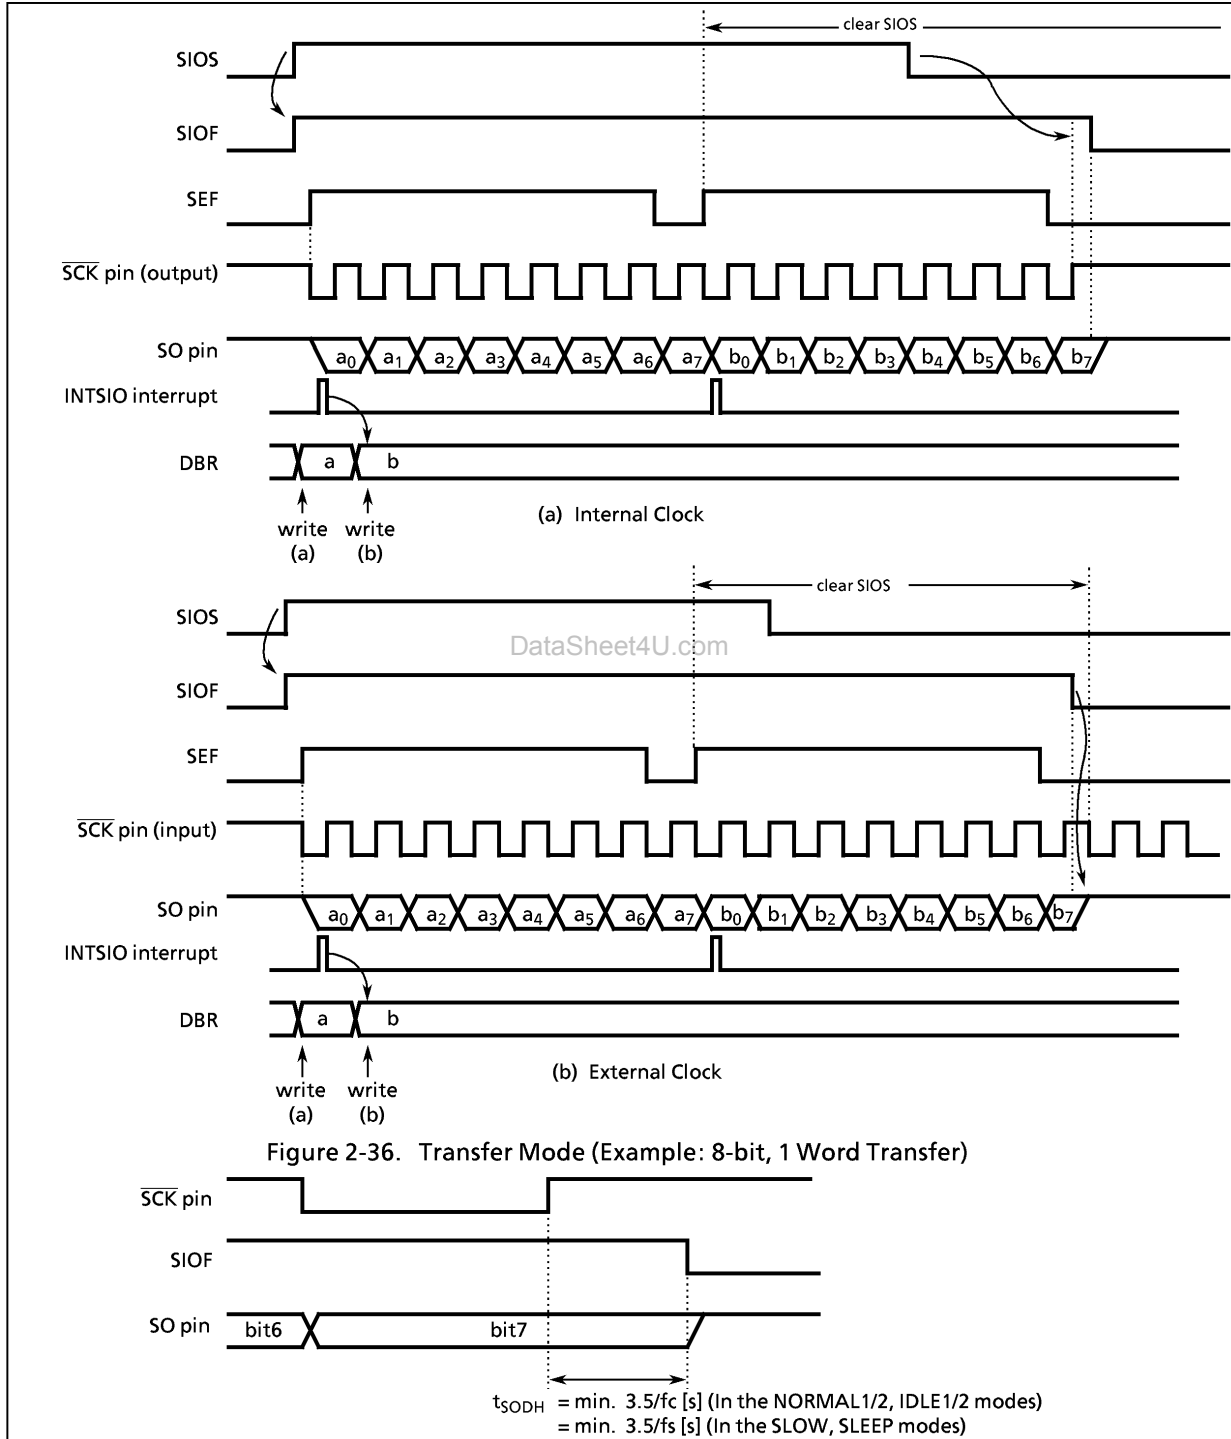 clear SIOS
SIOS
SIOF
SEF
SCK pin (output)
SO pin a0 a1 a2 a3 a4 a5 a6 a7 b0 b1 b2 b3 b4 b5 b6 b7
INTSIO interrupt
DBR a b
write write
(a) (b)
(a) Internal Clock
clear SIOS
SIOS
DataSheet4U.com
SIOF
SEF
SCK pin (input)
SO pin a0 a1 a2 a3 a4 a5 a6 a7 b0 b1 b2 b3 b4 b5 b6 b7
INTSIO interrupt
DBR a b
write write
(a) (b)
(b) External Clock
Figure 2-36. Transfer Mode (Example: 8-bit, 1 Word Transfer)
SCK pin
SIOF
SO pin bit6 bit7
tSODH = min. 3.5/fc [s] (In the NORMAL1/2, IDLE1/2 modes)
= min. 3.5/fs [s] (In the SLOW, SLEEP modes)